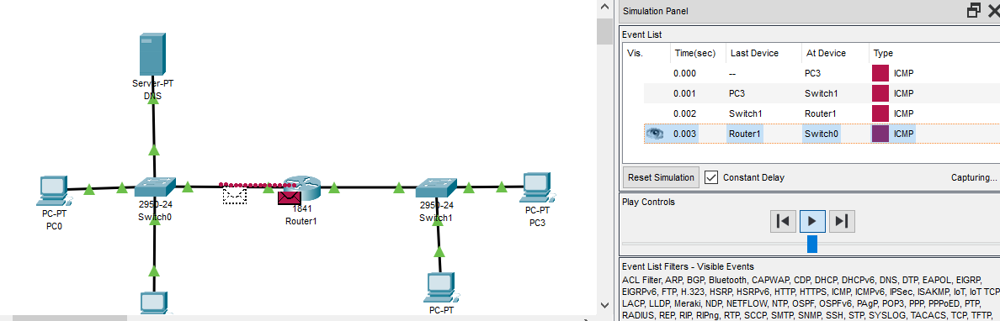 Server-PT
DNS
PC-PT
PC0
2950-24
Switch0
1841
Router1
2950-24
Switch1
PC-PT
PC3
PC-PT
Simulation Panel
Event List
Vis. Time(sec) Last Device At Device Type
0.000 -- PC3 ICMP
0.001 PC3 Switch1 ICMP
0.002 Switch1 Router1 ICMP
0.003 Router1 Switch0 ICMP
Reset Simulation Constant Delay Capturing...
Play Controls
Event List Filters - Visible Events
ACL Filter, ARP, BGP, Bluetooth, CAPWAP, CDP, DHCP, DHCPv6, DNS, DTP, EAPOL, EIGRP,
EIGRPv6, FTP, H.323, HSRP, HSRPv6, HTTP, HTTPS, ICMP, ICMPv6, IPSec, ISAKMP, IoT, IoT TCP,
LACP, LLDP, Meraki, NDP, NETFLOW, NTP, OSPF, OSPFv6, PAgP, POP3, PPP, PPPoED, PTP,
RADIUS, REP, RIP, RIPng, RTP, SCCP, SMTP, SNMP, SSH, STP, SYSLOG, TACACS, TCP, TFTP,